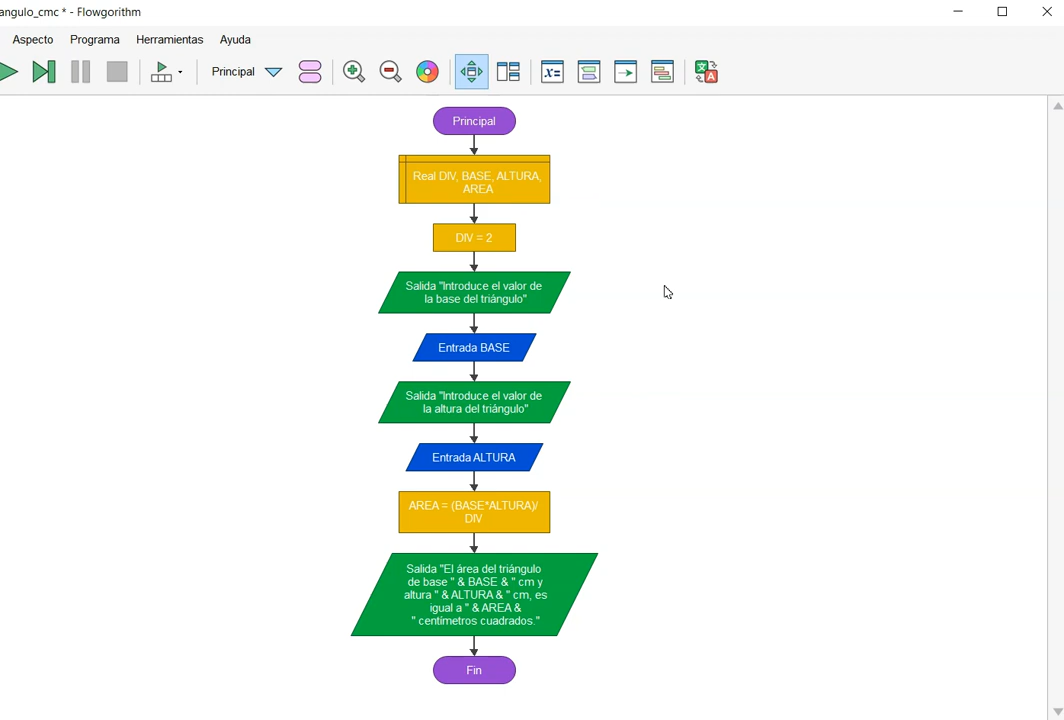 angulo_cmc * - Flowgorithm
Aspecto Programa Herramientas Ayuda
Principal
Principal
Real DIV, BASE, ALTURA,
AREA
DIV = 2
Salida "Introduce el valor de
la base del triángulo"
Entrada BASE
Salida "Introduce el valor de
la altura del triángulo"
Entrada ALTURA
AREA = (BASE*ALTURA)/
DIV
Salida "El área del triángulo
de base " & BASE & " cm y
altura " & ALTURA & " cm, es
igual a " & AREA &
" centímetros cuadrados."
Fin